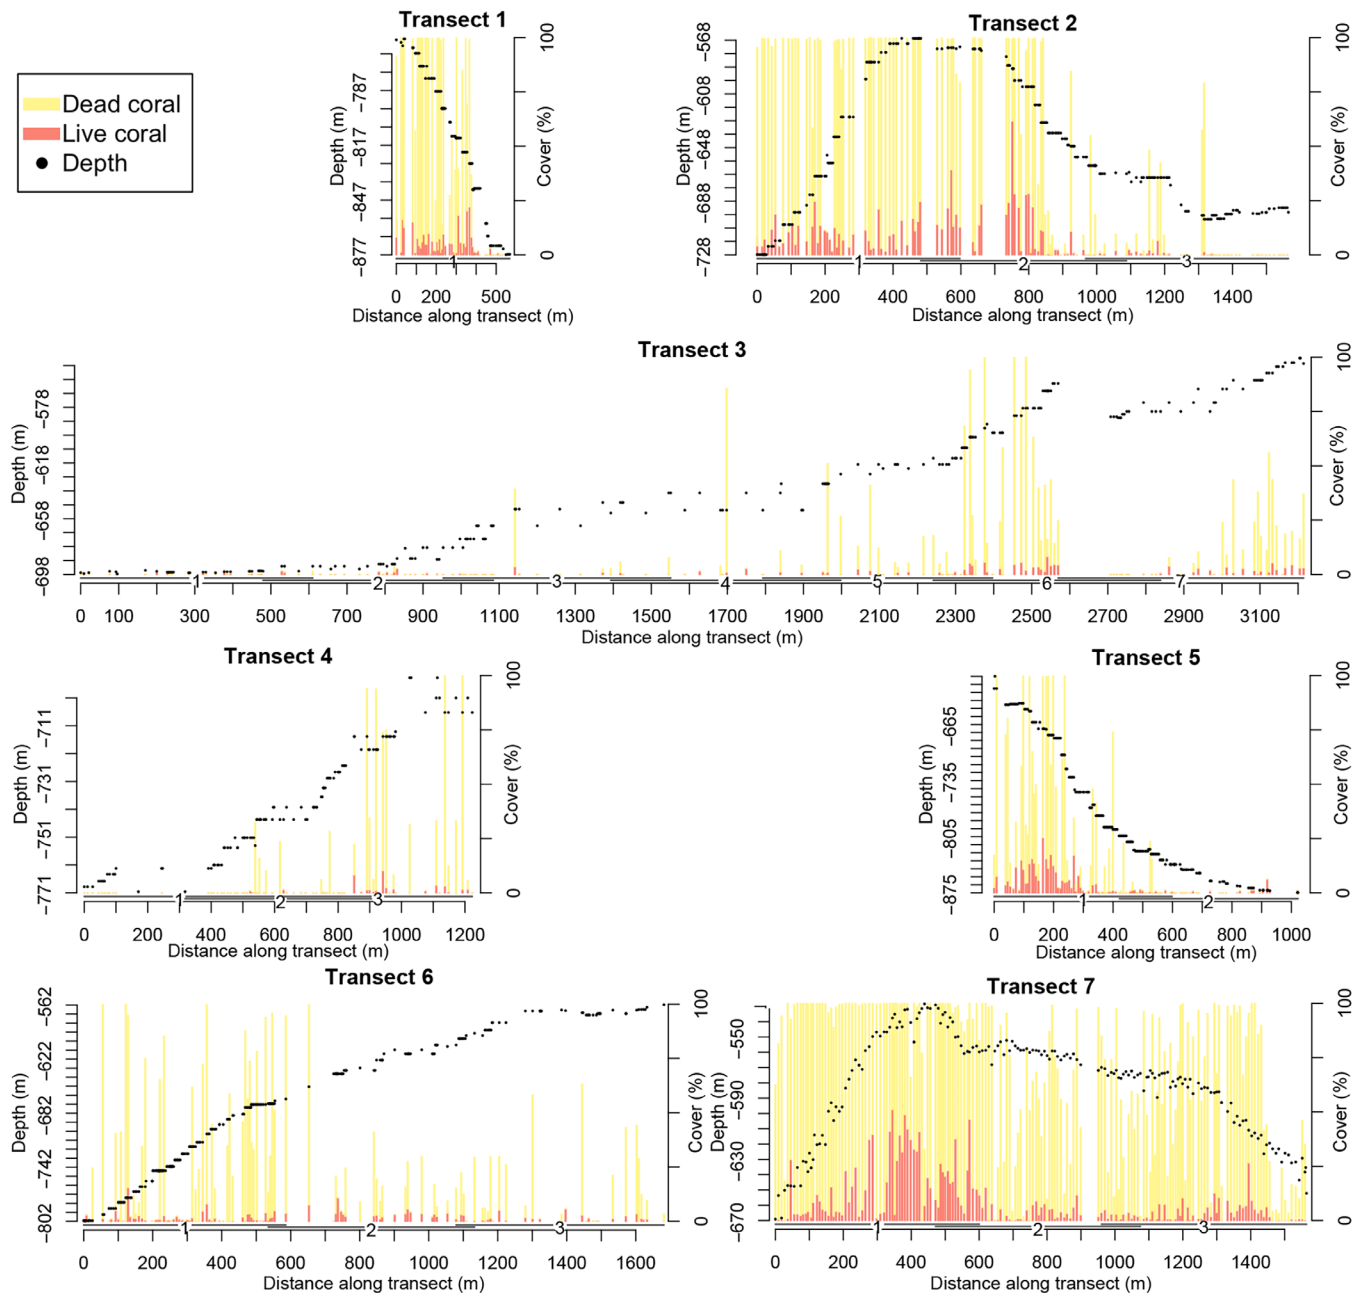 Transect 1
Transect 2
Dead coral
Live coral
Depth
Depth (m)
−787
−817
−847
−877
Cover (%)
100
0
1
0 200 500
Distance along transect (m)
Depth (m)
−568
−608
−648
−688
−728
Cover (%)
100
0
1 2 3
0 200 400 600 800 1000 1200 1400
Distance along transect (m)
Transect 3
Depth (m)
−578
−618
−658
−698
Cover (%)
100
0
1 2 3 4 5 6 7
0 100 300 500 700 900 1100 1300 1500 1700 1900 2100 2300 2500 2700 2900 3100
Distance along transect (m)
Transect 4
Depth (m)
−711
−731
−751
−771
Cover (%)
100
0
1 2 3
0 200 400 600 800 1000 1200
Distance along transect (m)
Transect 5
Depth (m)
−665
−735
−805
−875
Cover (%)
100
0
1 2
0 200 400 600 800 1000
Distance along transect (m)
Transect 6
Depth (m)
−562
−622
−682
−742
−802
Cover (%)
100
0
1 2 3
0 200 400 600 800 1000 1200 1400 1600
Distance along transect (m)
Transect 7
Depth (m)
−550
−590
−630
−670
Cover (%)
100
0
1 2 3
0 200 400 600 800 1000 1200 1400
Distance along transect (m)